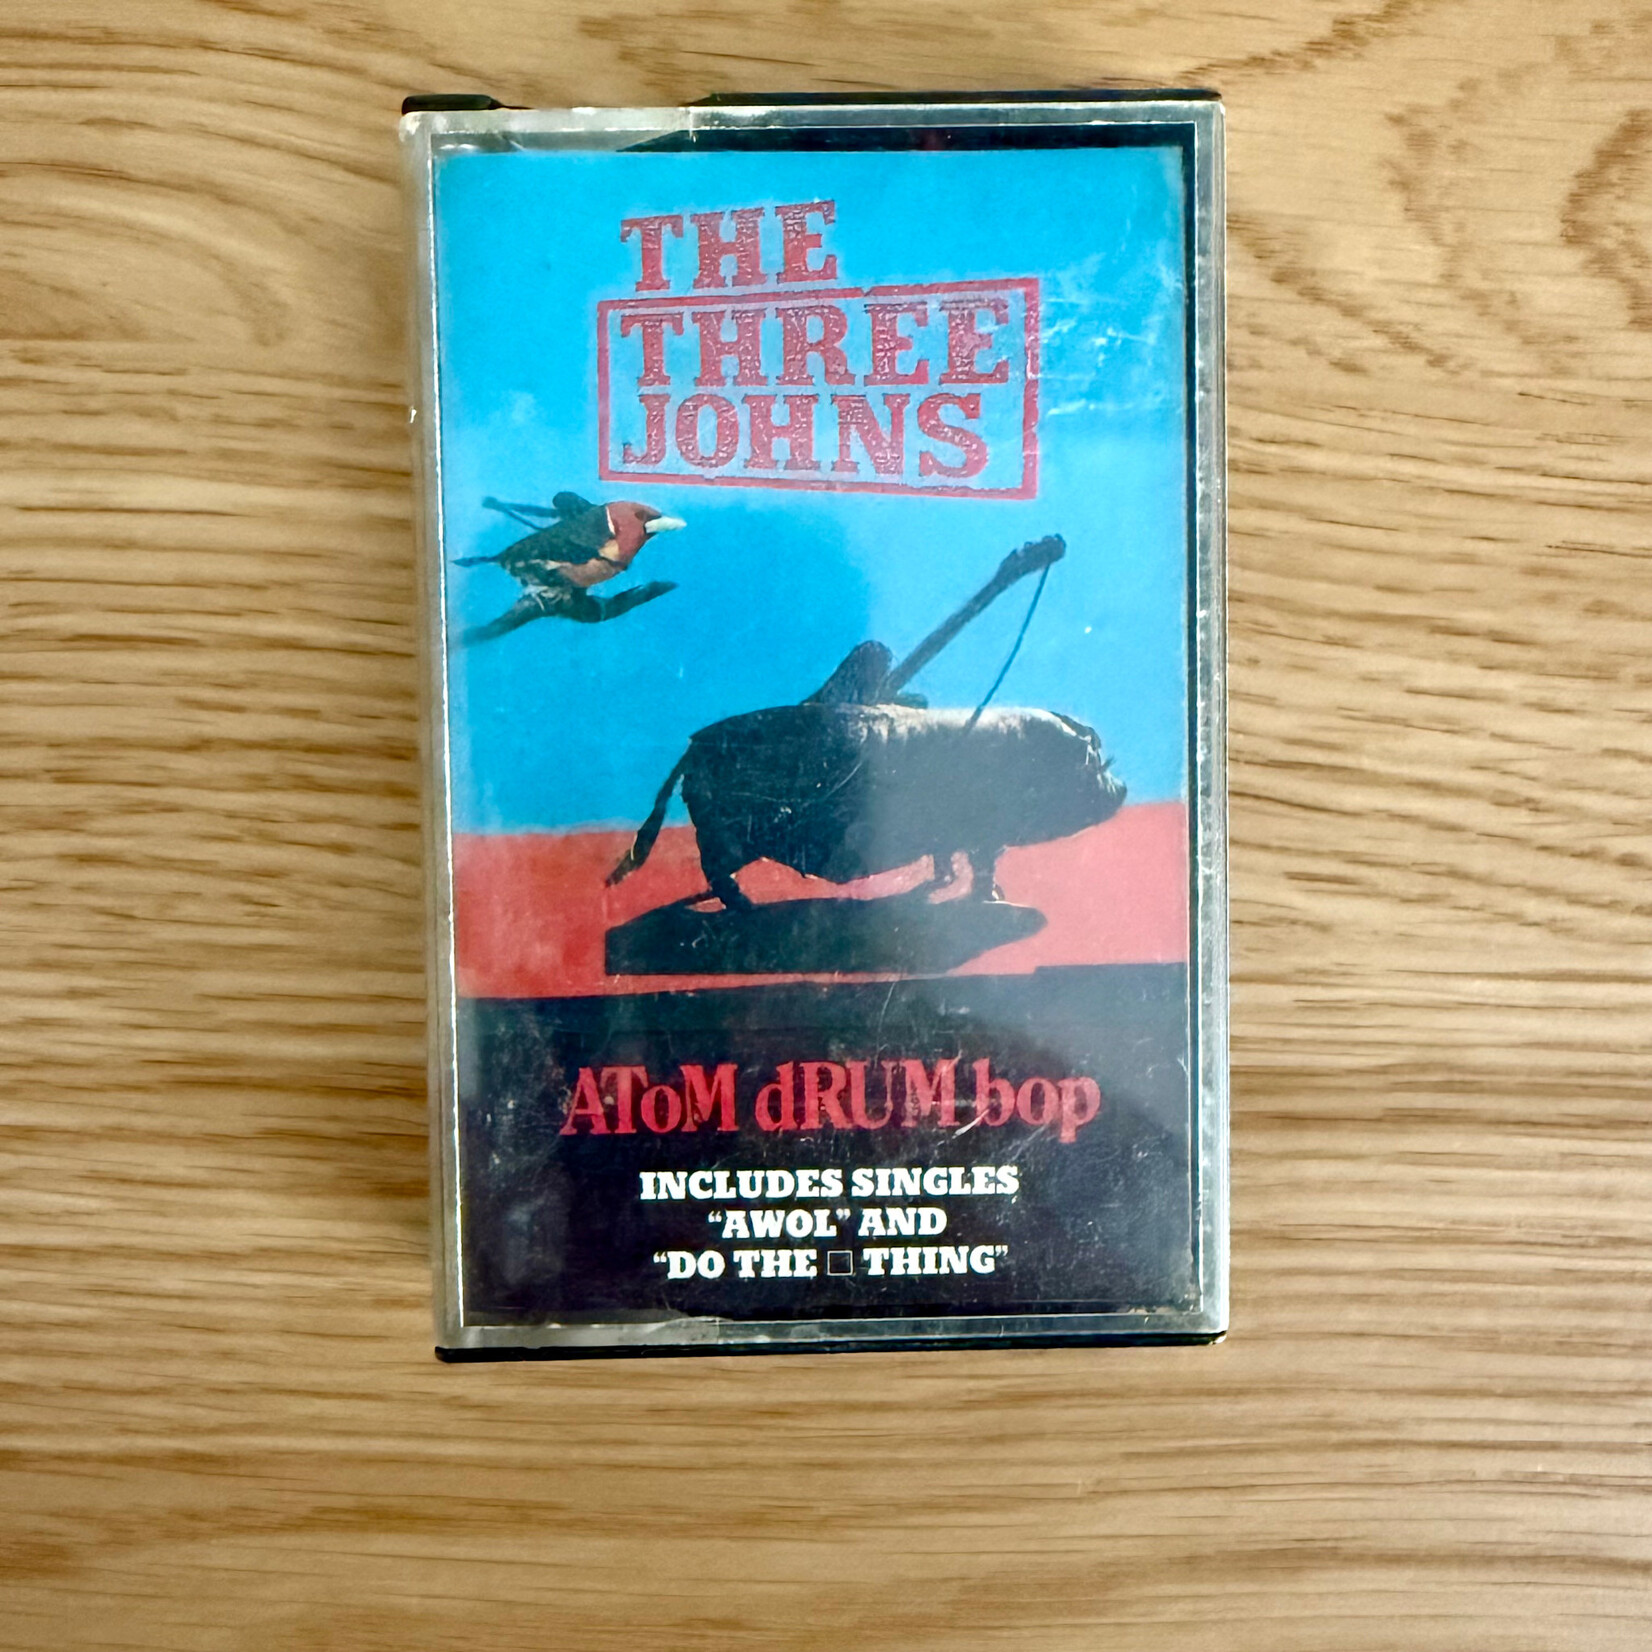 THE
THREE
JOHNS
AToM dRUM bop
INCLUDES SINGLES
“AWOL” AND
“DO THE □ THING”